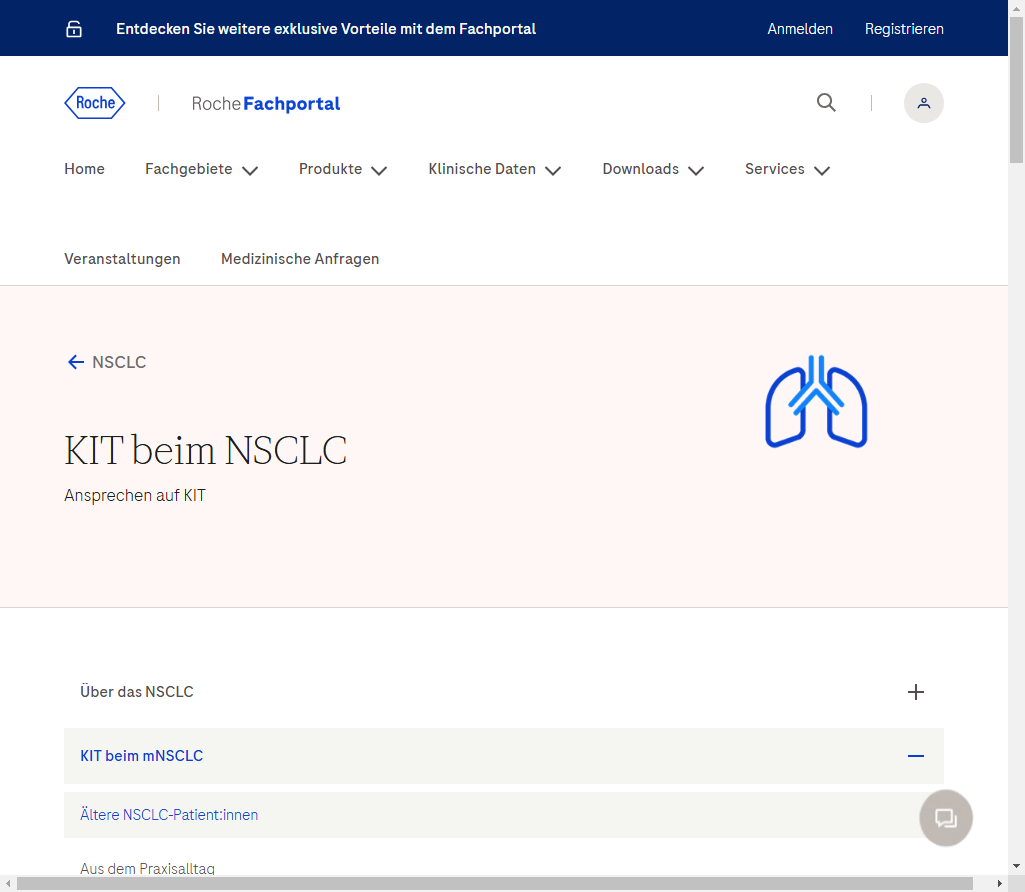 Entdecken Sie weitere exklusive Vorteile mit dem Fachportal
Anmelden
Registrieren
Roche
Roche Fachportal
Home
Fachgebiete
Produkte
Klinische Daten
Downloads
Services
Veranstaltungen
Medizinische Anfragen
NSCLC
KIT beim NSCLC
Ansprechen auf KIT
Über das NSCLC
KIT beim mNSCLC
Ältere NSCLC-Patient:innen
Aus dem Praxisalltag